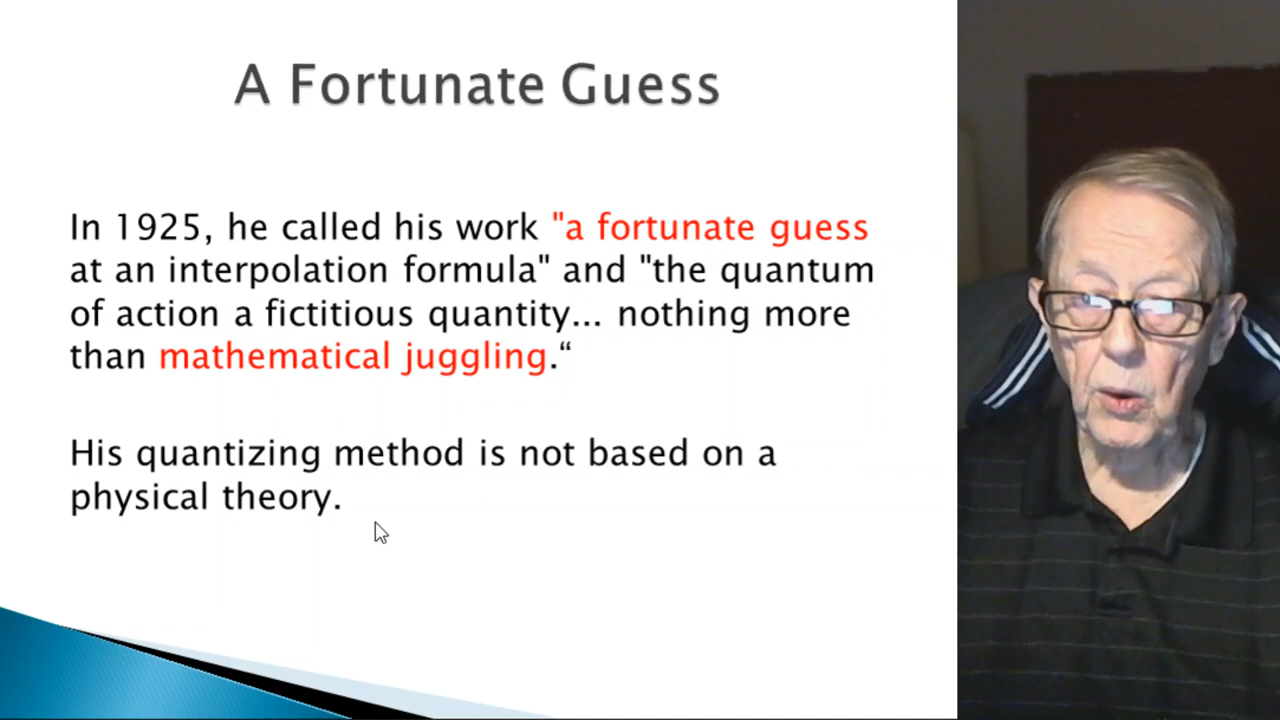 A Fortunate Guess
In 1925, he called his work "a fortunate guess
at an interpolation formula" and "the quantum
of action a fictitious quantity... nothing more
than mathematical juggling.“
His quantizing method is not based on a
physical theory.